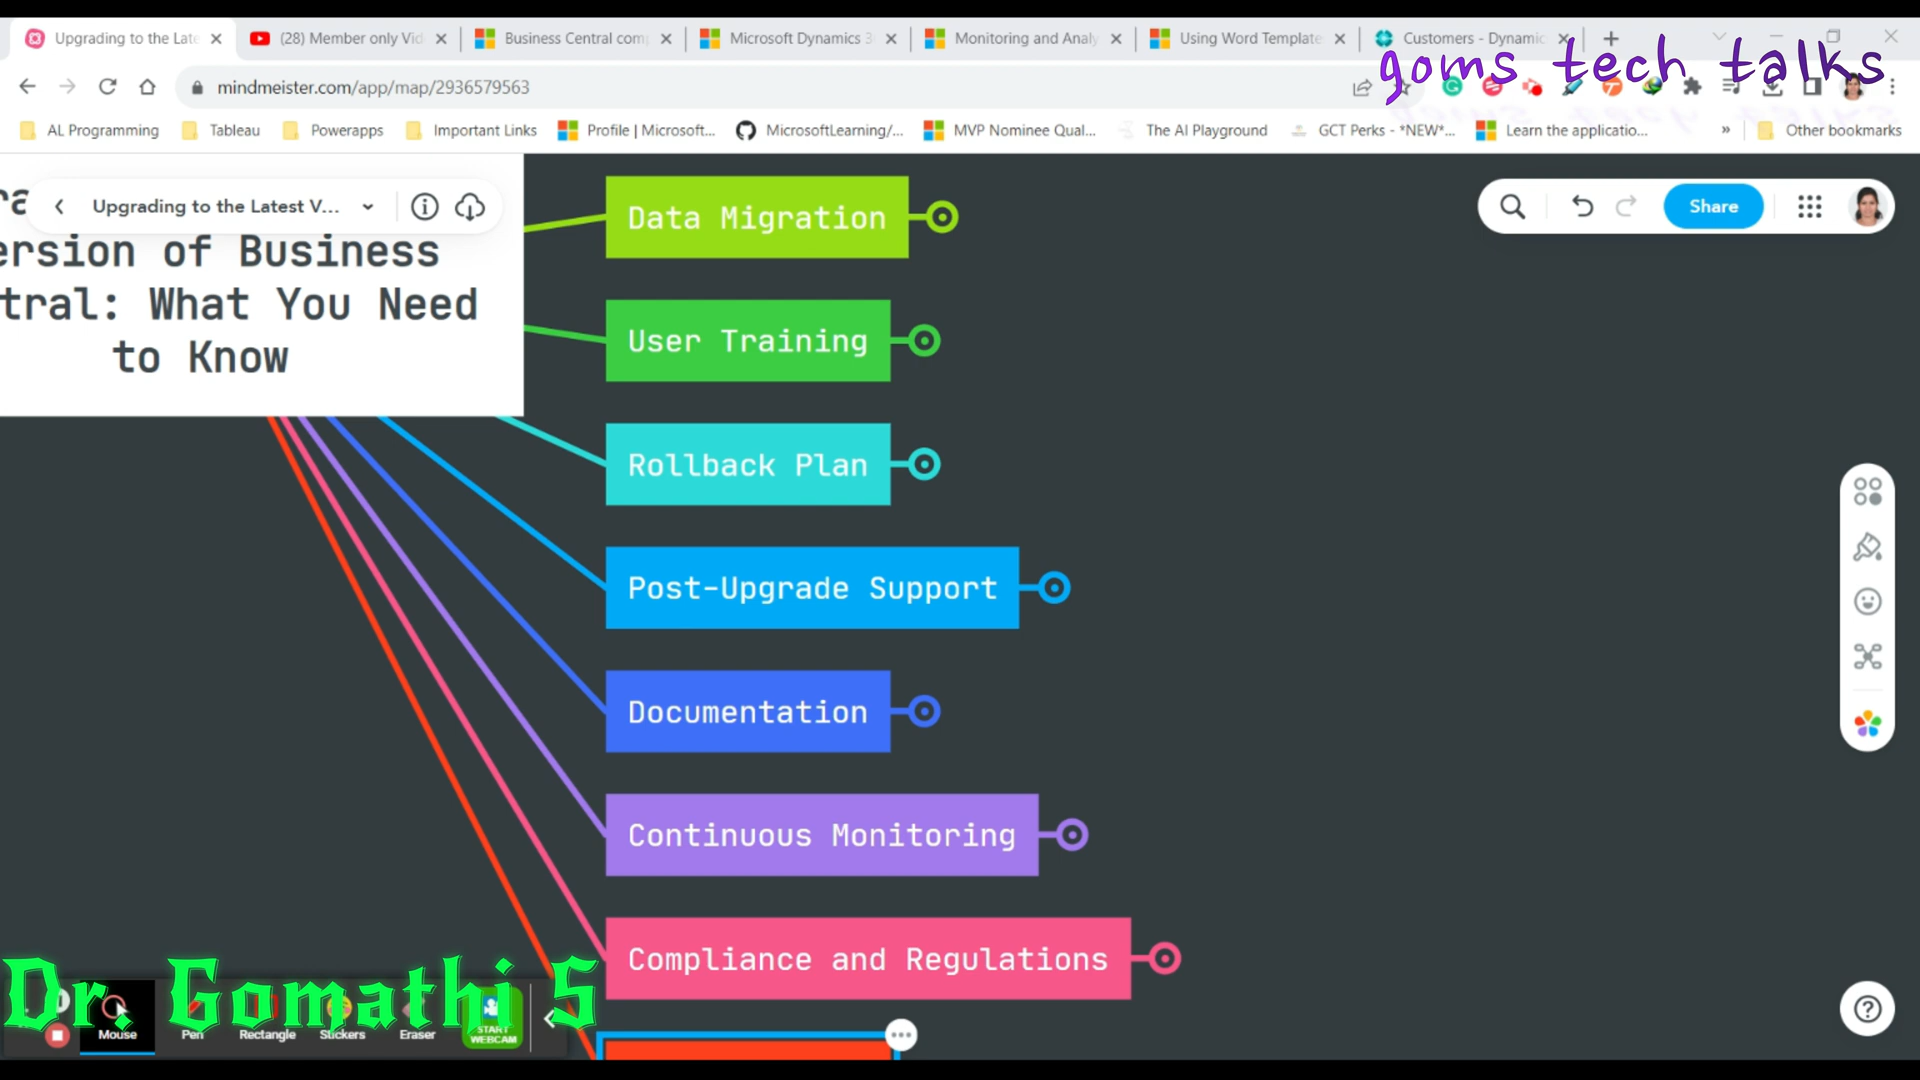 Upgrading to the Late
(28) Member only Vid
Business Central com
Microsoft Dynamics 3
Monitoring and Analy
Using Word Template
Customers - Dynamic
goms tech talks
mindmeister.com/app/map/2936579563
AL Programming
Tableau
Powerapps
Important Links
Profile | Microsoft...
MicrosoftLearning/...
MVP Nominee Qual...
The AI Playground
GCT Perks - *NEW*...
Learn the applicatio...
»
Other bookmarks
Upgrading to the Latest V...
Share
ersion of Business
tral: What You Need
to Know
Data Migration
User Training
Rollback Plan
Post-Upgrade Support
Documentation
Continuous Monitoring
Compliance and Regulations
Dr. Gomathi S
Mouse
Pen
Rectangle
Stickers
Eraser
START
WEBCAM